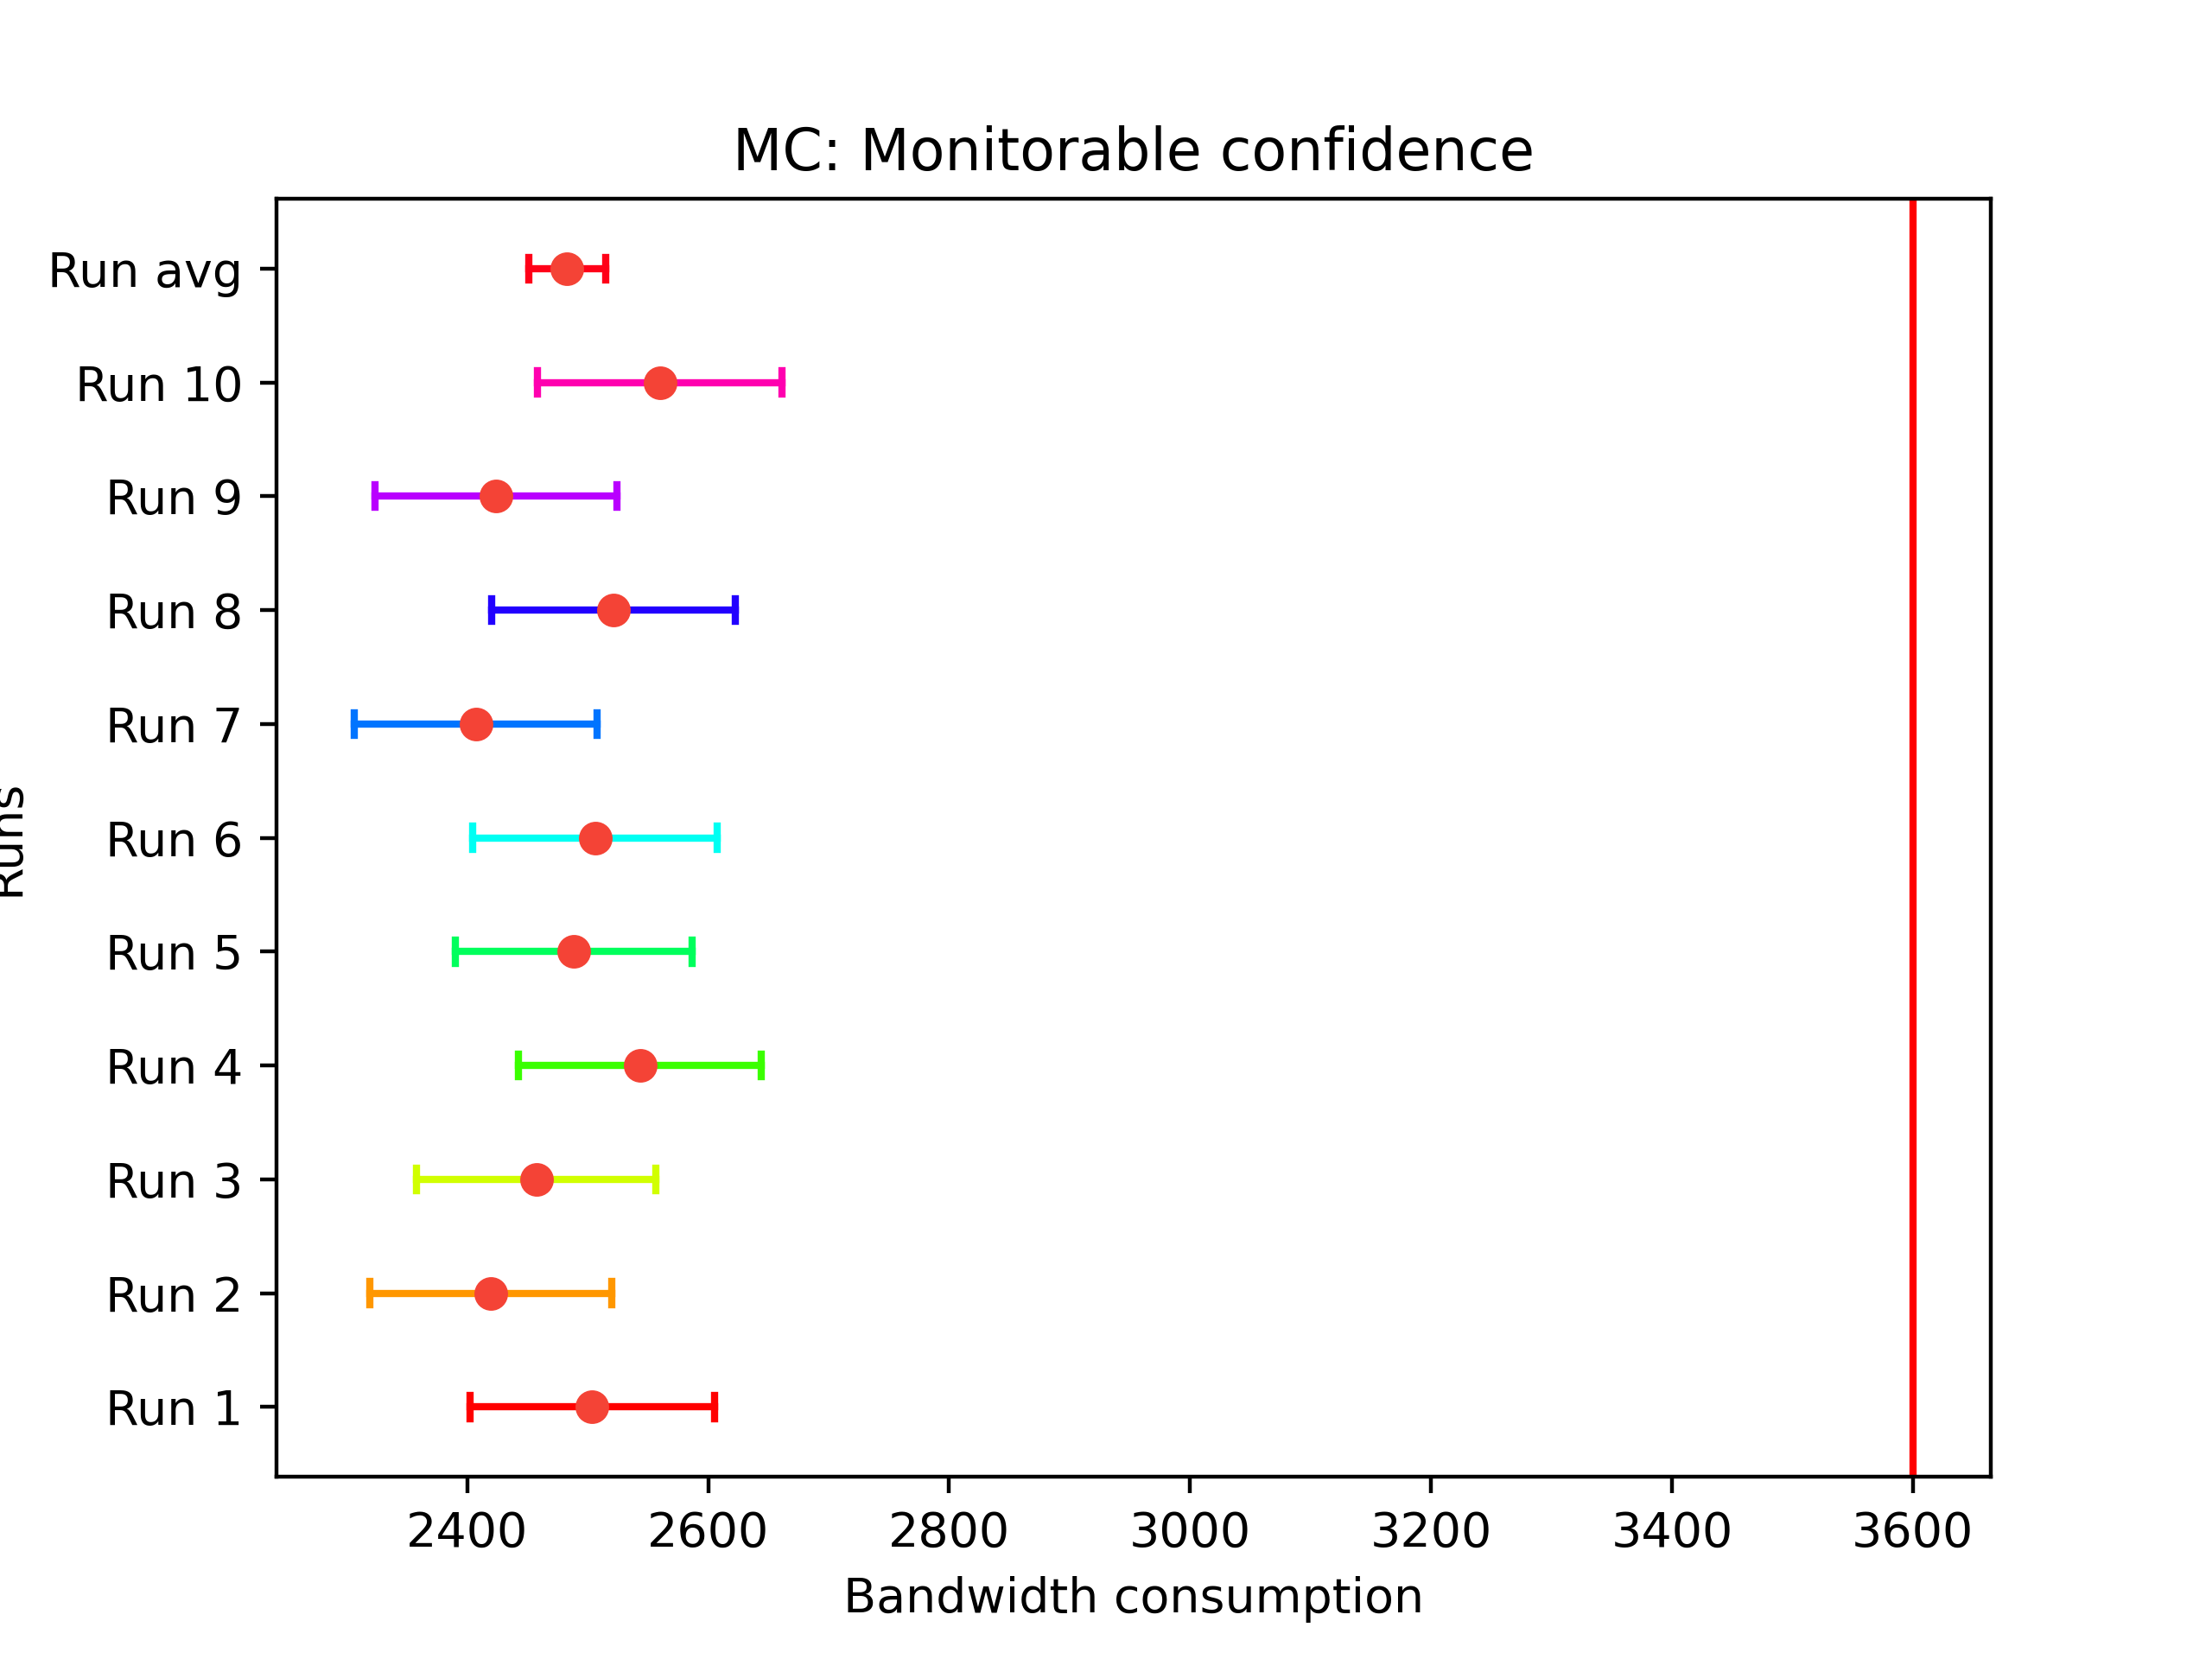 MC: Monitorable confidence
Run avg
Run 10
Run 9
Run 8
Run 7
Run 6
Run 5
Run 4
Run 3
Run 2
Run 1
Runs
2400 2600 2800 3000 3200 3400 3600
Bandwidth consumption